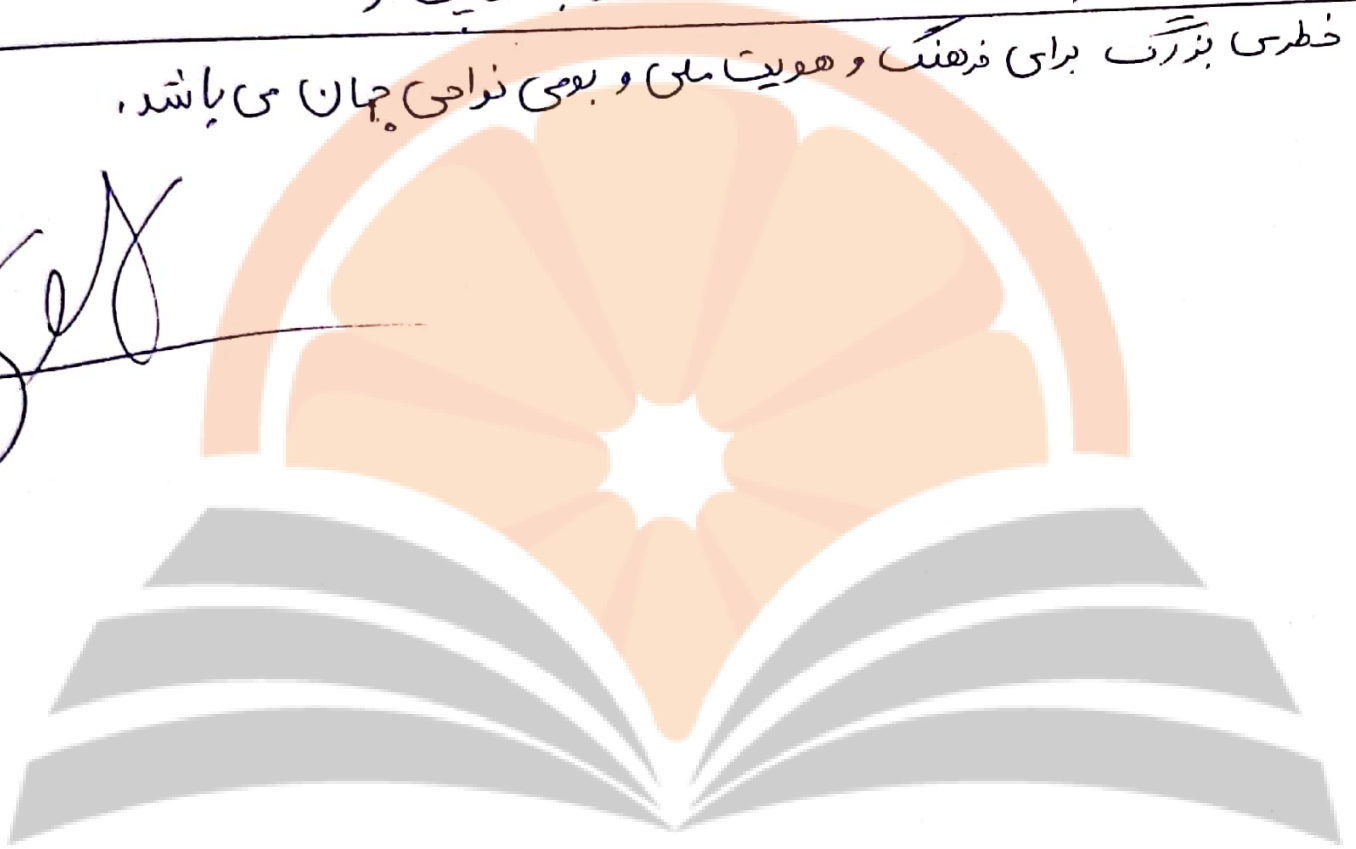 خطری بزرگ برای فرهنگ و هویت ملی و بومی نواحی جهان می باشد.